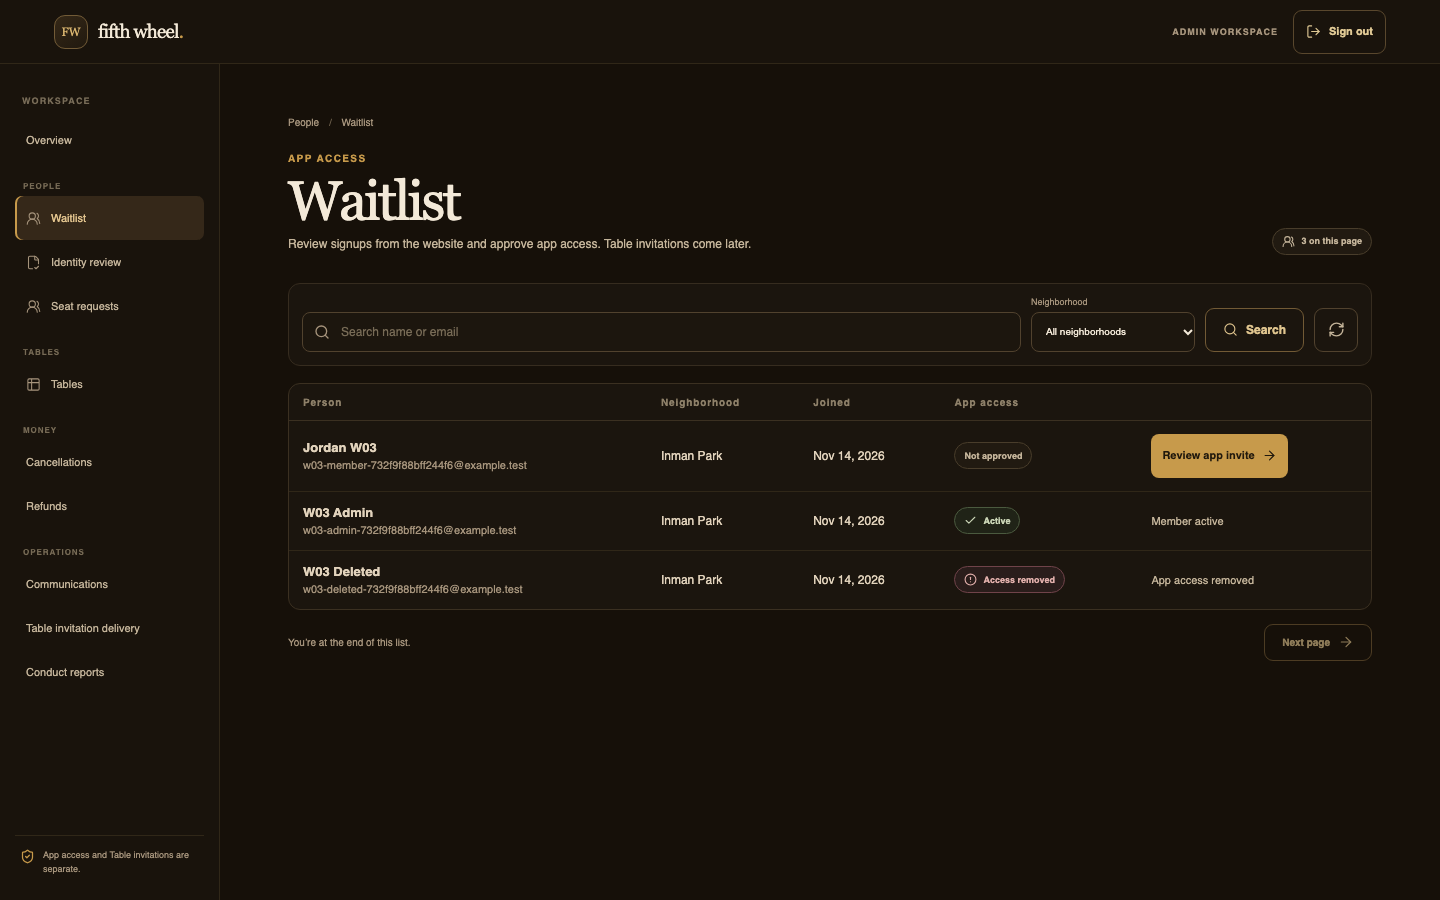 FW
fifth wheel.
ADMIN WORKSPACE
Sign out
WORKSPACE
Overview
PEOPLE
Waitlist
Identity review
Seat requests
TABLES
Tables
MONEY
Cancellations
Refunds
OPERATIONS
Communications
Table invitation delivery
Conduct reports
App access and Table invitations are
separate.
People / Waitlist
APP ACCESS
Waitlist
Review signups from the website and approve app access. Table invitations come later.
3 on this page
Neighborhood
Search name or email
All neighborhoods
Search
Person Neighborhood Joined App access
Jordan W03
w03-member-732f9f88bff244f6@example.test
Inman Park Nov 14, 2026 Not approved Review app invite
W03 Admin
w03-admin-732f9f88bff244f6@example.test
Inman Park Nov 14, 2026 Active Member active
W03 Deleted
w03-deleted-732f9f88bff244f6@example.test
Inman Park Nov 14, 2026 Access removed App access removed
You're at the end of this list.
Next page